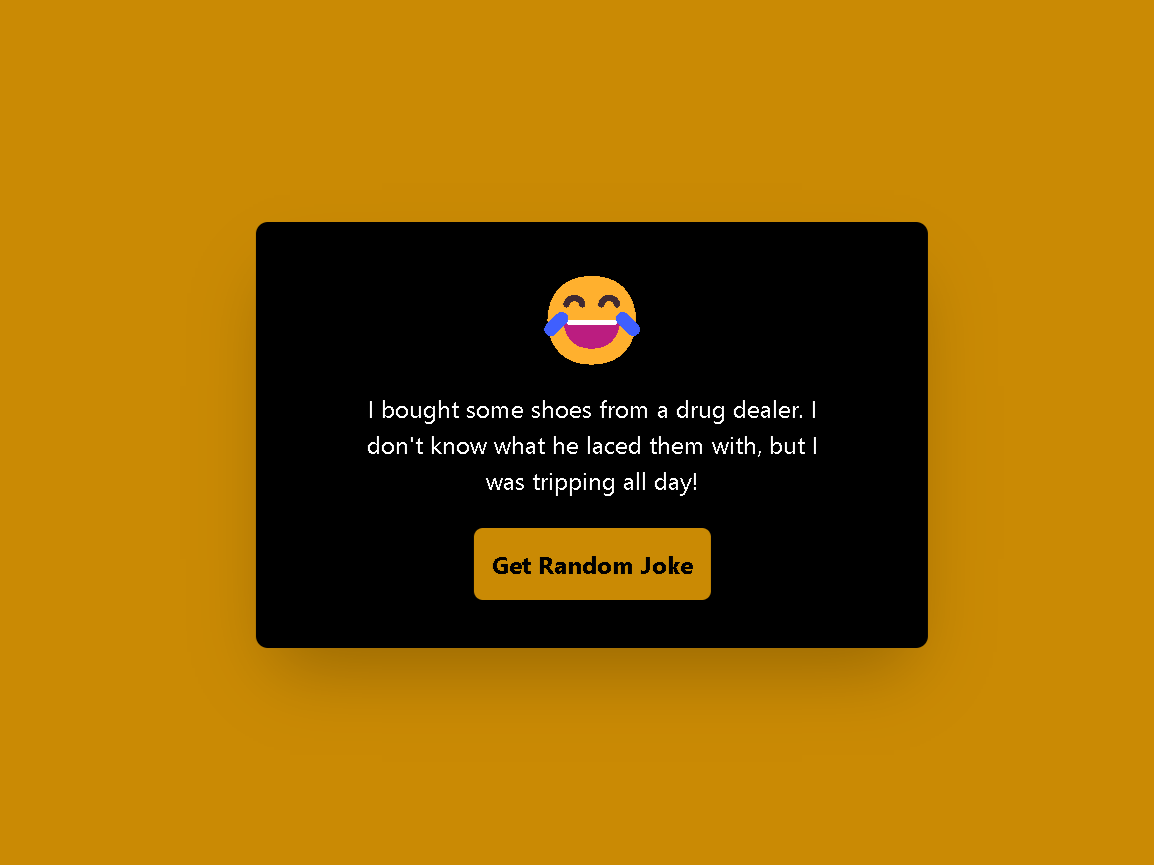 I bought some shoes from a drug dealer. I
don't know what he laced them with, but I
was tripping all day!
Get Random Joke